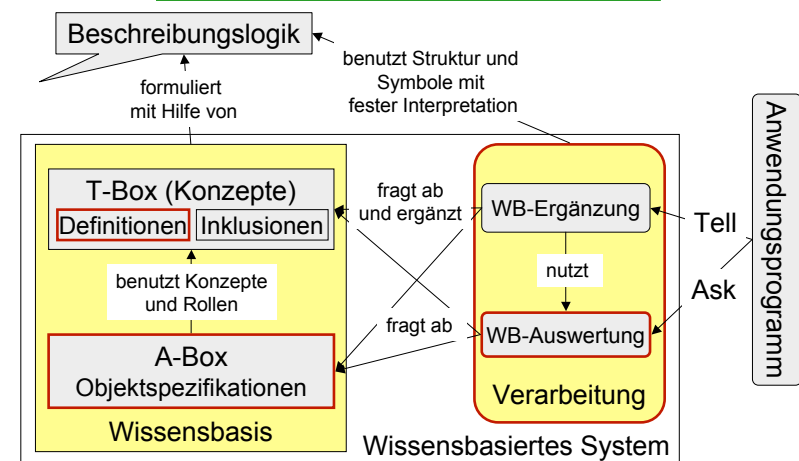 Beschreibungslogik
benutzt Struktur und
Symbole mit
fester Interpretation
formuliert
mit Hilfe von
T-Box (Konzepte)
Definitionen
Inklusionen
fragt ab
und ergänzt
WB-Ergänzung
Tell
benutzt Konzepte
und Rollen
nutzt
Ask
Anwendungsprogramm
fragt ab
WB-Auswertung
A-Box
Objektspezifikationen
Verarbeitung
Wissensbasis
Wissensbasiertes System